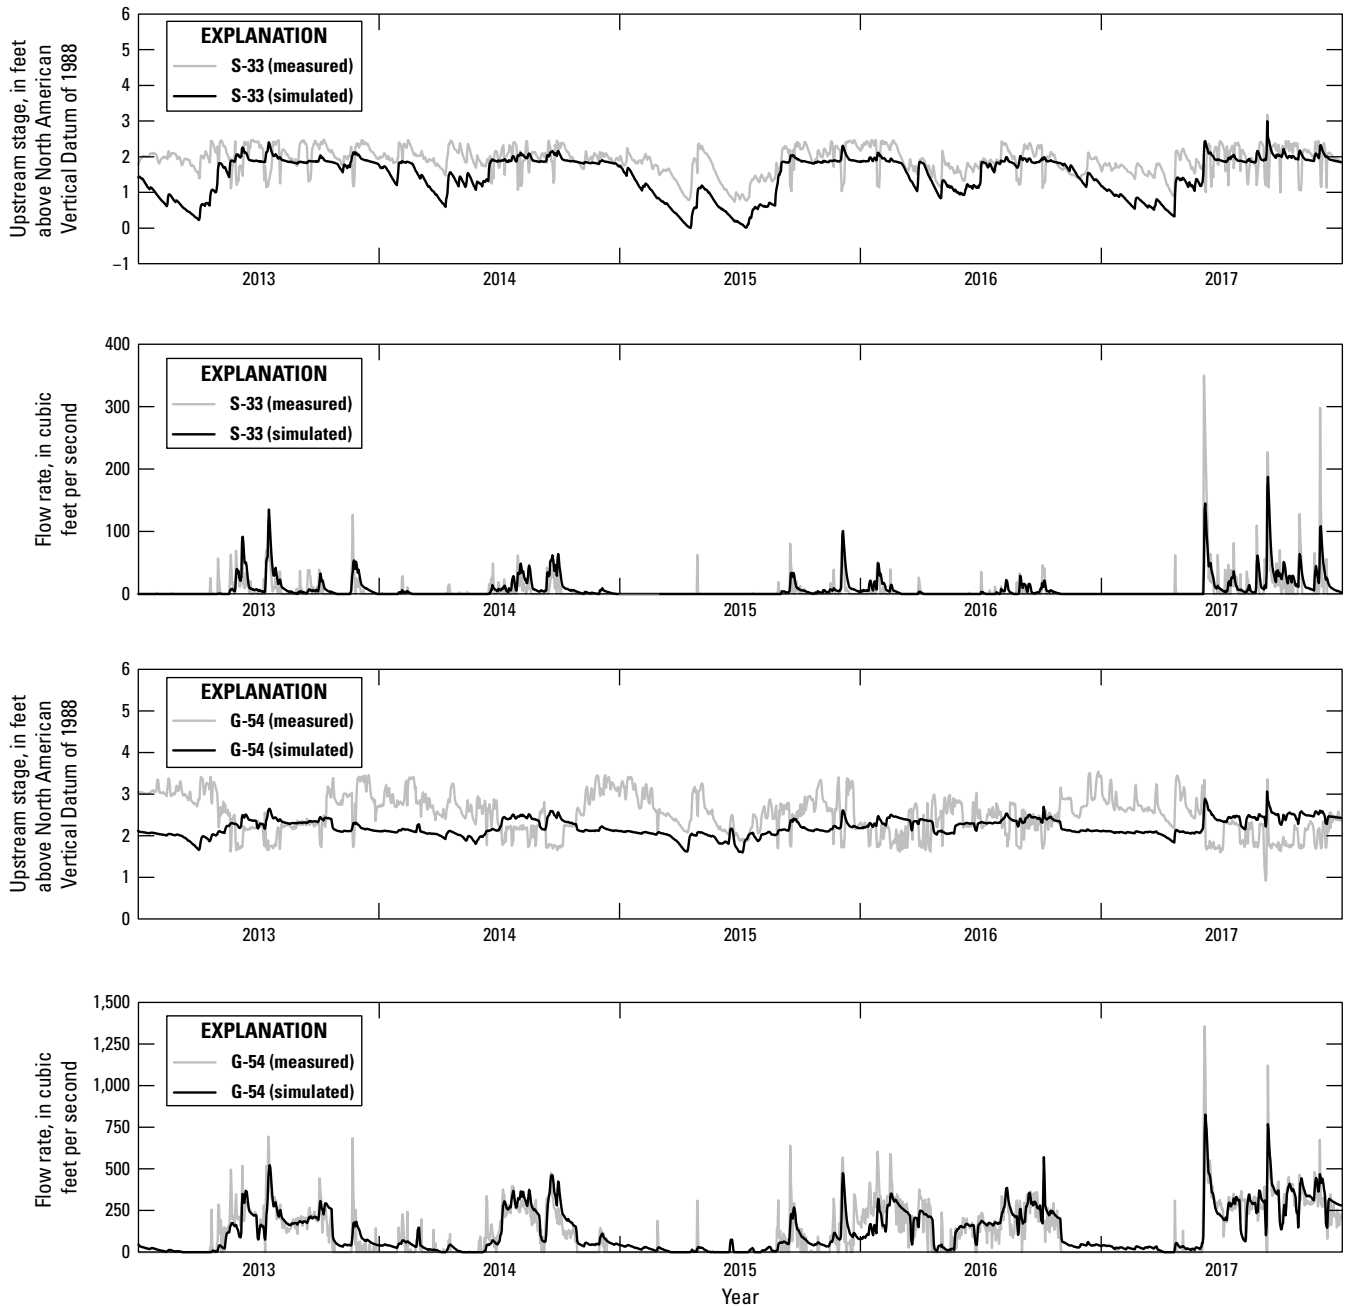 Upstream stage, in feet
above North American
Vertical Datum of 1988
6
5
4
3
2
1
0
–1
EXPLANATION
S-33 (measured)
S-33 (simulated)
2013
2014
2015
2016
2017
Flow rate, in cubic
feet per second
400
300
200
100
0
EXPLANATION
S-33 (measured)
S-33 (simulated)
2013
2014
2015
2016
2017
Upstream stage, in feet
above North American
Vertical Datum of 1988
6
5
4
3
2
1
0
EXPLANATION
G-54 (measured)
G-54 (simulated)
2013
2014
2015
2016
2017
Flow rate, in cubic
feet per second
1,500
1,250
1,000
750
500
250
0
EXPLANATION
G-54 (measured)
G-54 (simulated)
2013
2014
2015
2016
2017
Year